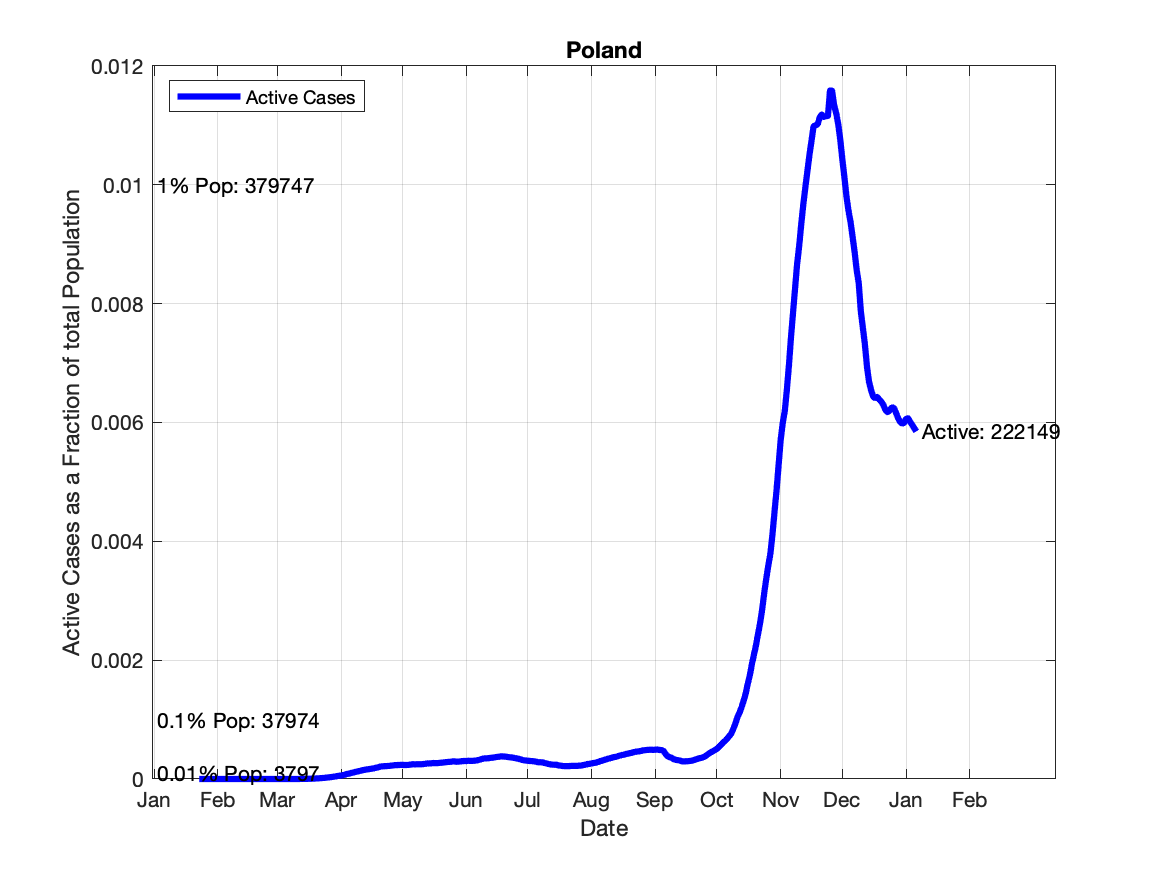 Poland
0.012
Active Cases
0.01
1% Pop: 379747
0.008
0.006
Active: 222149
0.004
0.002
0.1% Pop: 37974
0
0.01% Pop: 3797
Jan Feb Mar Apr May Jun Jul Aug Sep Oct Nov Dec Jan Feb
Date
Active Cases as a Fraction of total Population